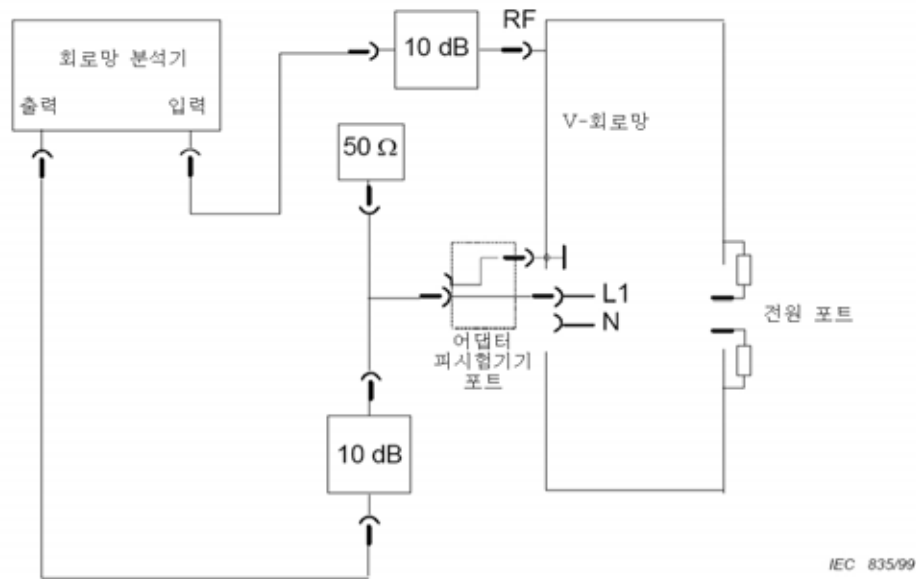 회로망 분석기
출력
입력
10 dB
RF
V-회로망
50 Ω
L1
N
어댑터
피시험기기
포트
전원 포트
10 dB
IEC 835/99